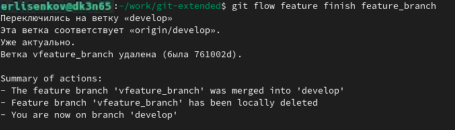 erlisenkov@dk3n65:~/work/git-extended$ git flow feature finish feature_branch
Переключились на ветку «develop»
Эта ветка соответствует «origin/develop».
Уже актуально.
Ветка vfeature_branch удалена (была 761002d).

Summary of actions:
- The feature branch 'vfeature_branch' was merged into 'develop'
- Feature branch 'vfeature_branch' has been locally deleted
- You are now on branch 'develop'